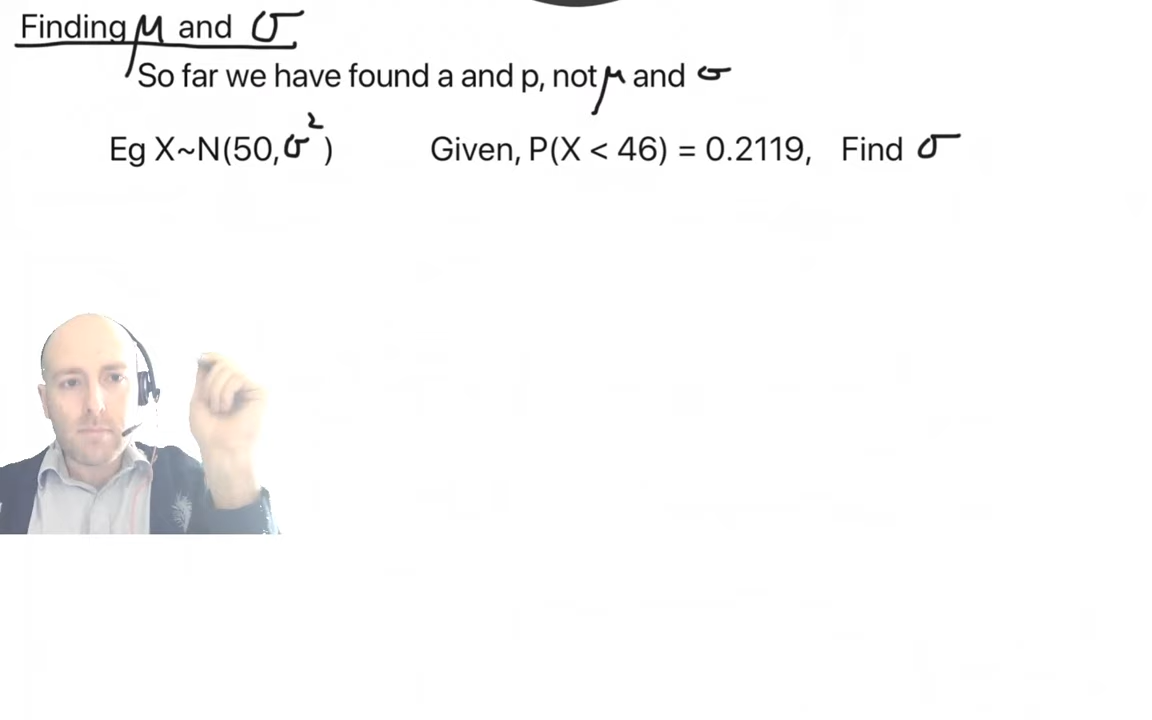 Finding μ and σ
So far we have found a and p, not μ and σ
Eg X~N(50,σ²) Given, P(X < 46) = 0.2119, Find σ